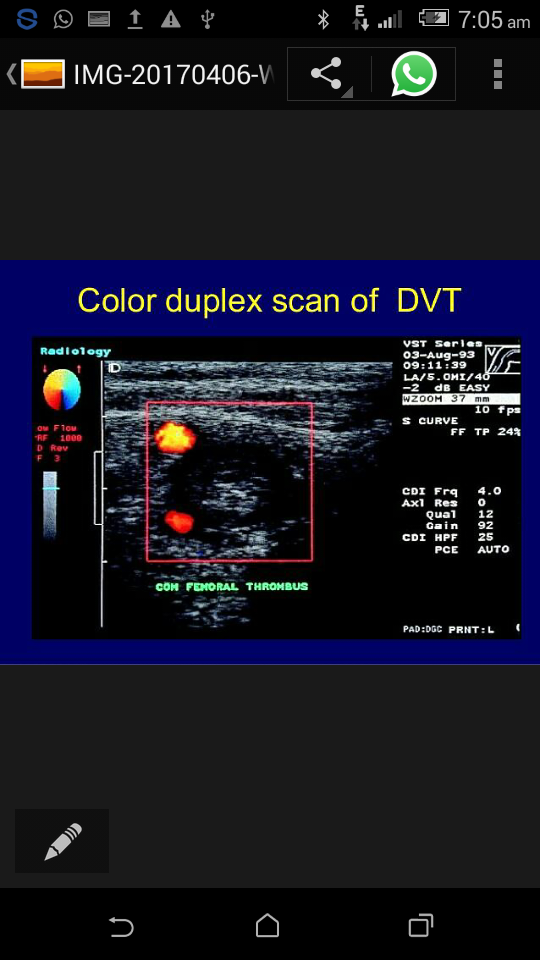 E
7:05 am
IMG-20170406-W
Color duplex scan of DVT
Radiology
VST Series
03-Aug-93
09:11:39
LA/5.0MI/40
-2 dB EASY
WZOOM 37 mm
10 fps
S CURVE
FF TP 24%
ow Flow
RF 1000
D Rev
F 3
CDI Frq 4.0
Axl Res 0
Qual 12
Gain 92
CDI HPF 25
PCE AUTO
COM FEMORAL THROMBUS
PAD:DGC PRNT:L